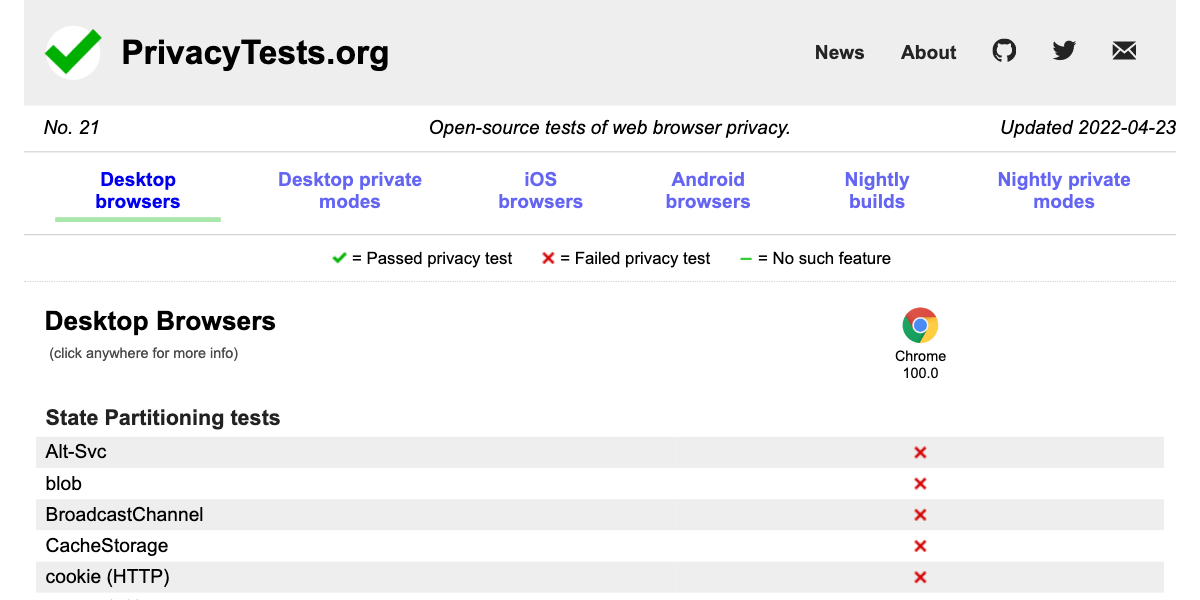 PrivacyTests.org
News About
No. 21 Open-source tests of web browser privacy. Updated 2022-04-23
Desktop browsers
Desktop private modes
iOS browsers
Android browsers
Nightly builds
Nightly private modes
= Passed privacy test = Failed privacy test = No such feature
Desktop Browsers
(click anywhere for more info)
Chrome
100.0
State Partitioning tests
Alt-Svc
blob
BroadcastChannel
CacheStorage
cookie (HTTP)